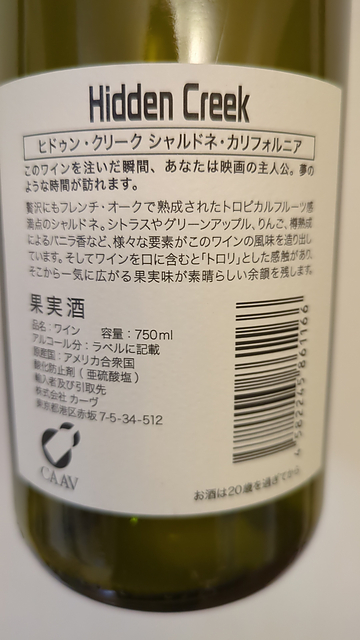 Hidden Creek
ヒドゥン・クリーク シャルドネ・カリフォルニア
このワインを注いだ瞬間、あなたは映画の主人公。夢の
ような時間が訪れます。
贅沢にもフレンチ・オークで熟成されたトロピカルフルーツ感
満点のシャルドネ。シトラスやグリーンアップル、りんご、樽熟成
によるバニラ香など、様々な要素がこのワインの風味を造り出し
ています。そしてワインを口に含むと「トロリ」とした感触があり、
そこから一気に広がる果実味が素晴らしい余韻を残します。
果実酒
品名：ワイン 容量：750ml
アルコール分：ラベルに記載
原産国：アメリカ合衆国
酸化防止剤（亜硫酸塩）
輸入者及び引取先
株式会社 カーヴ
東京都港区赤坂7-5-34-512
CAAV
4582245861166
お酒は20歳を過ぎてから